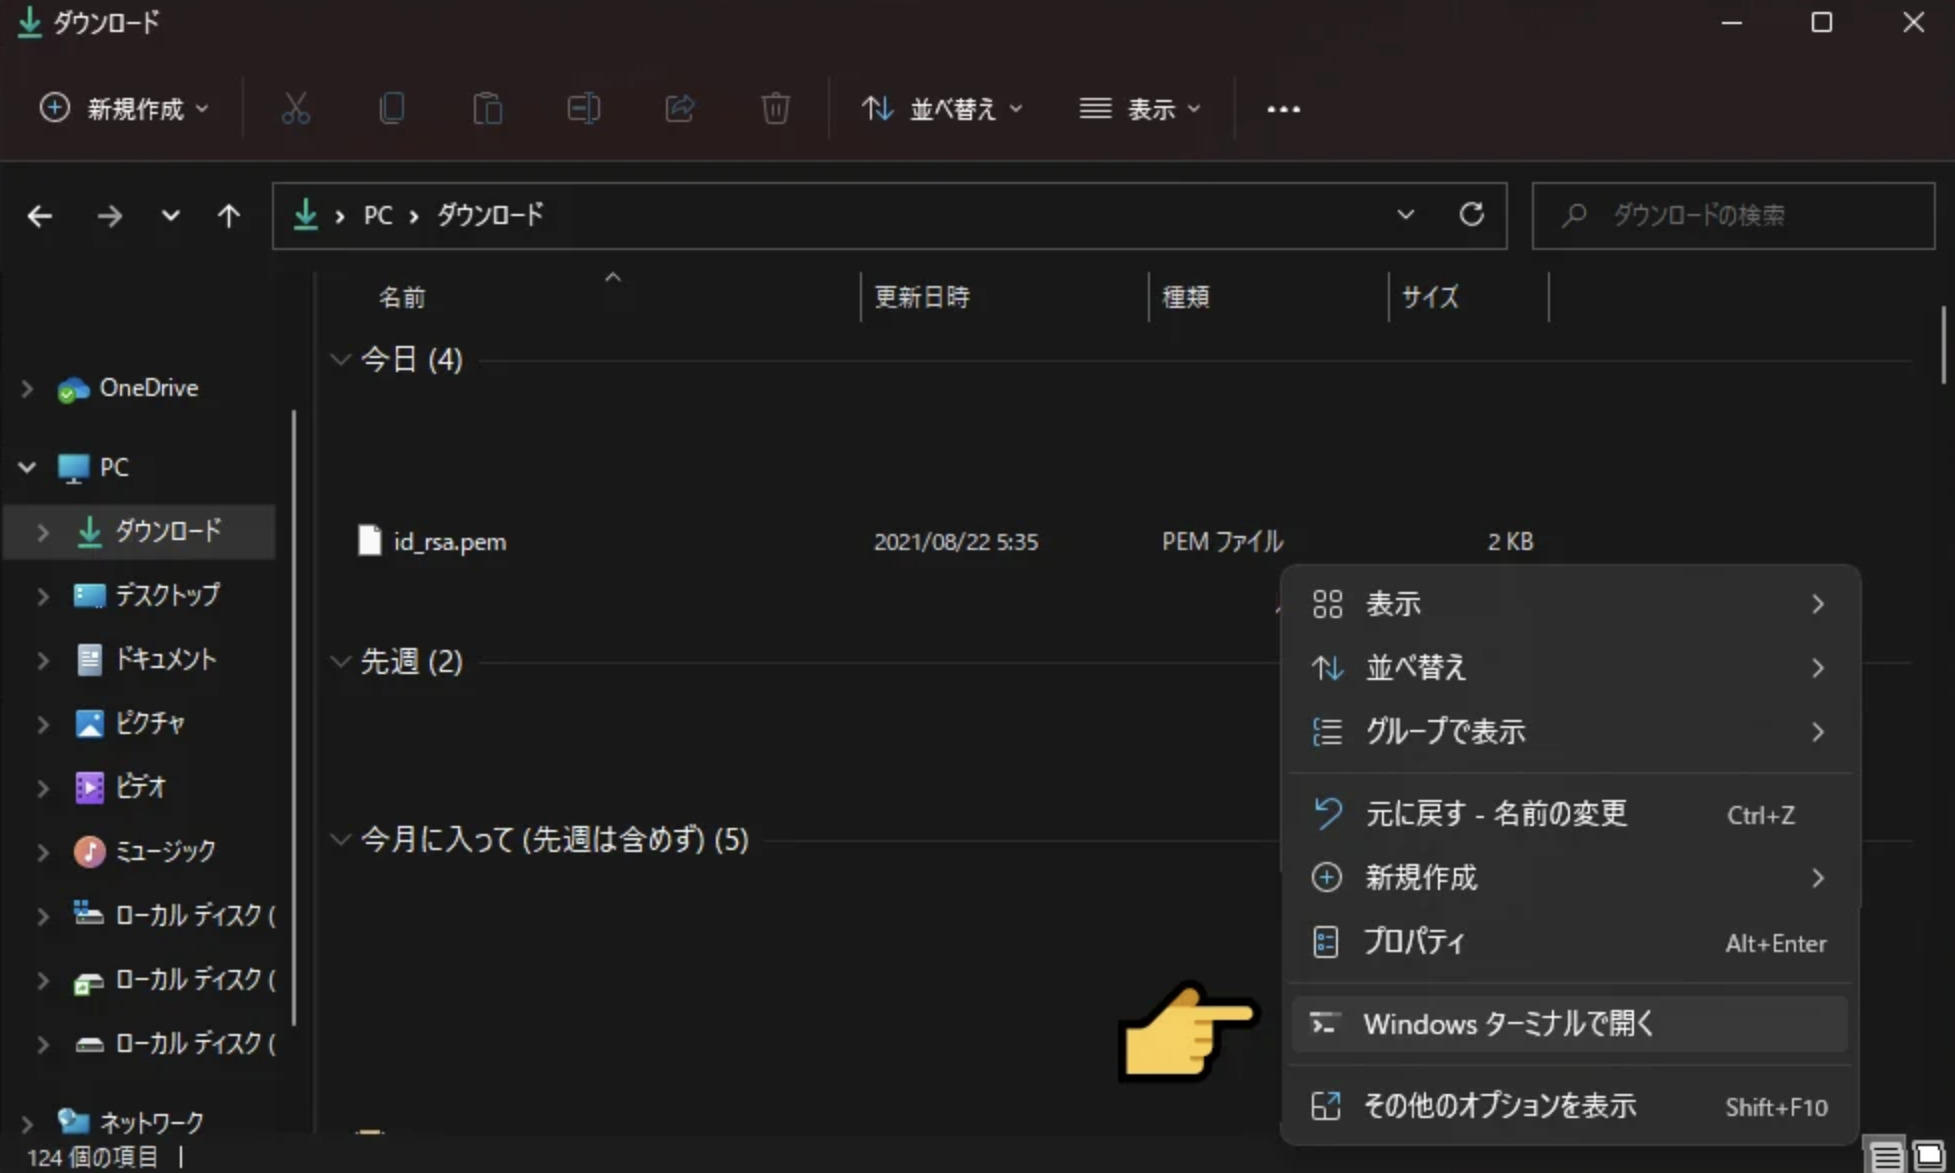 ダウンロード
新規作成
並べ替え
表示
PC
ダウンロード
ダウンロードの検索
名前
更新日時
種類
サイズ
今日 (4)
OneDrive
PC
ダウンロード
id_rsa.pem
2021/08/22 5:35
PEM ファイル
2 KB
デスクトップ
ドキュメント
ピクチャ
ビデオ
ミュージック
ローカル ディスク (
ローカル ディスク (
ローカル ディスク (
ネットワーク
先週 (2)
今月に入って (先週は含めず) (5)
表示
並べ替え
グループで表示
元に戻す - 名前の変更 Ctrl+Z
新規作成
プロパティ Alt+Enter
Windows ターミナルで開く
その他のオプションを表示 Shift+F10
124 個の項目